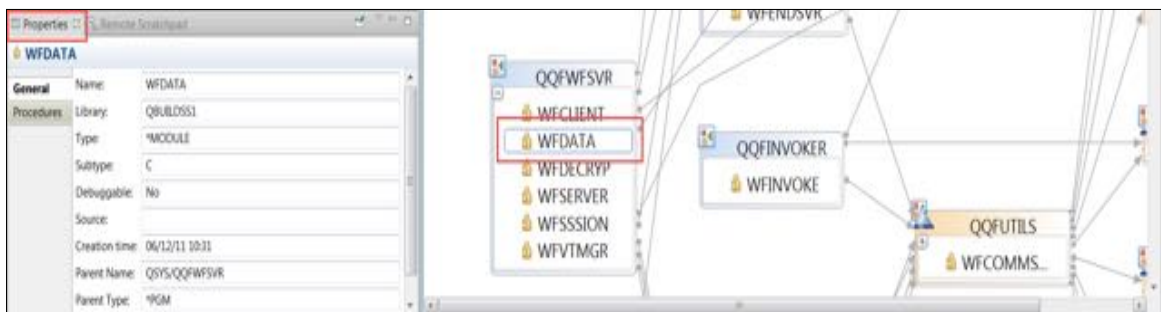 Properties Remote Scratchpad
WFDATA
General
Procedures
Name: WFDATA
Library: QBUILDSS1
Type: *MODULE
Subtype: C
Debuggable: No
Source:
Creation time: 06/12/11 10:31
Parent Name: QSYS/QQFWFSVR
Parent Type: *PGM
WFENDSVR
QQFWFSVR
WFCLIENT
WFDATA
WFDECRYP
WFSERVER
WFSSSION
WFVTMGR
QQFINVOKER
WFINVOKE
QQFUTILS
WFCOMMS...